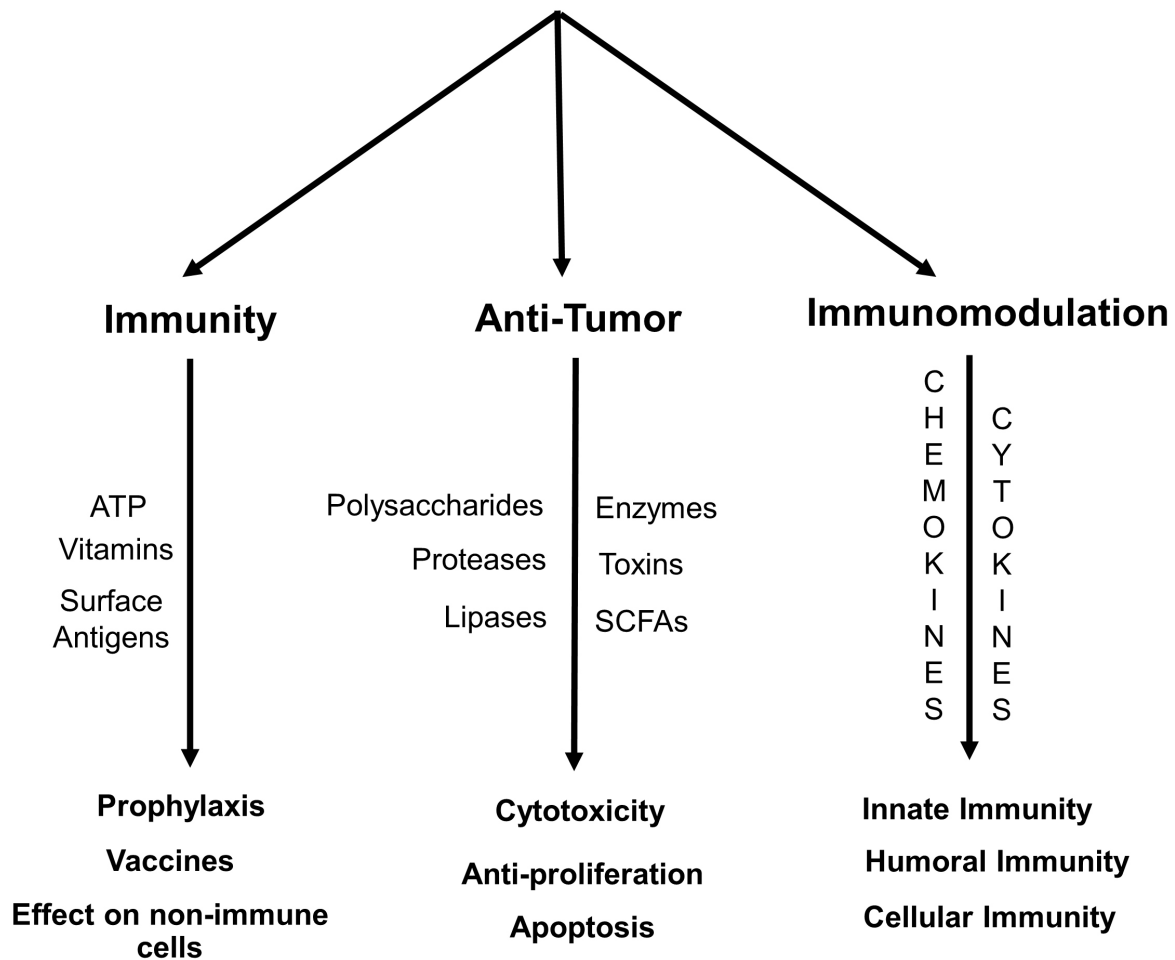 Immunity
ATP
Vitamins
Surface
Antigens
Prophylaxis
Vaccines
Effect on non-immune
cells
Anti-Tumor
Polysaccharides
Proteases
Lipases
Enzymes
Toxins
SCFAs
Cytotoxicity
Anti-proliferation
Apoptosis
Immunomodulation
CHEMOKINES
CYTOKINES
Innate Immunity
Humoral Immunity
Cellular Immunity